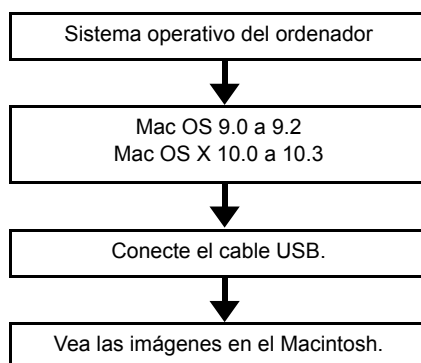 Sistema operativo del ordenador
Mac OS 9.0 a 9.2
Mac OS X 10.0 a 10.3
Conecte el cable USB.
Vea las imágenes en el Macintosh.